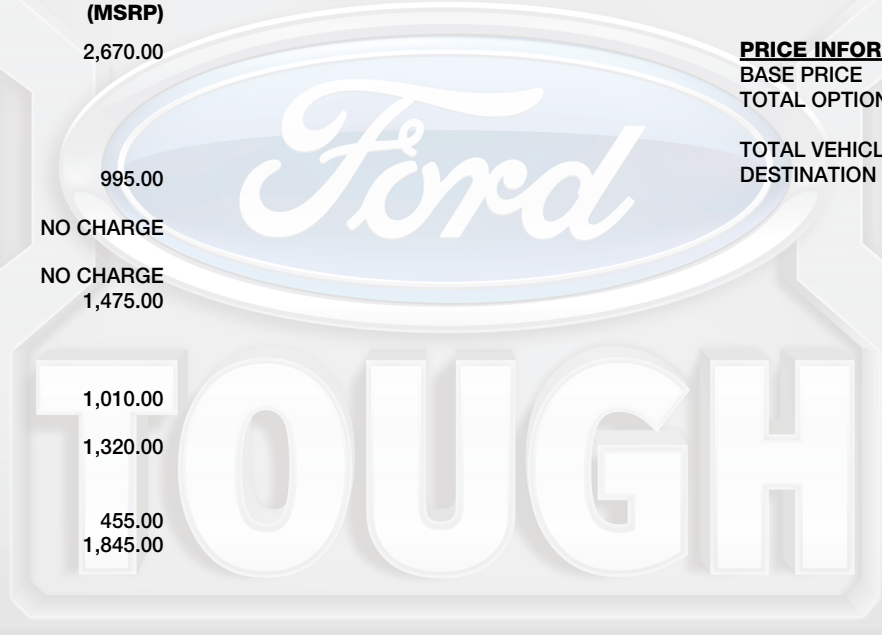 (MSRP)
2,670.00
995.00
NO CHARGE
NO CHARGE
1,475.00
1,010.00
1,320.00
455.00
1,845.00
PRICE INFOR
BASE PRICE
TOTAL OPTION
TOTAL VEHICL
DESTINATION
Ford
TOUGH